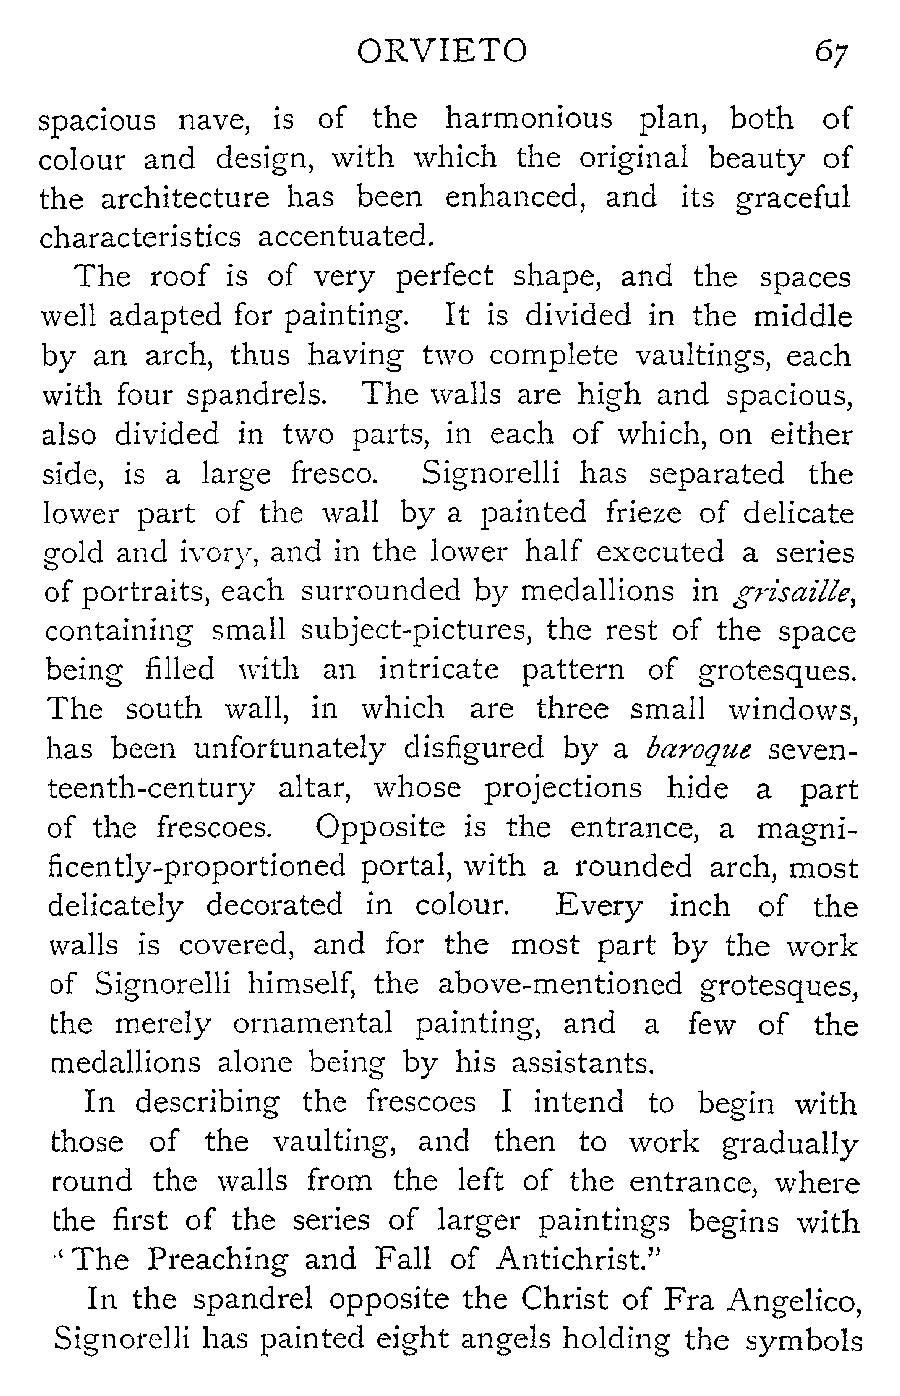 ORVIETO 67
spacious nave, is of the harmonious plan, both of
colour and design, with which the original beauty of
the architecture has been enhanced, and its graceful
characteristics accentuated.
The roof is of very perfect shape, and the spaces
well adapted for painting. It is divided in the middle
by an arch, thus having two complete vaultings, each
with four spandrels. The walls are high and spacious,
also divided in two parts, in each of which, on either
side, is a large fresco. Signorelli has separated the
lower part of the wall by a painted frieze of delicate
gold and ivory, and in the lower half executed a series
of portraits, each surrounded by medallions in grisaille,
containing small subject-pictures, the rest of the space
being filled with an intricate pattern of grotesques.
The south wall, in which are three small windows,
has been unfortunately disfigured by a baroque seven-
teenth-century altar, whose projections hide a part
of the frescoes. Opposite is the entrance, a magni-
ficently-proportioned portal, with a rounded arch, most
delicately decorated in colour. Every inch of the
walls is covered, and for the most part by the work
of Signorelli himself, the above-mentioned grotesques,
the merely ornamental painting, and a few of the
medallions alone being by his assistants.
In describing the frescoes I intend to begin with
those of the vaulting, and then to work gradually
round the walls from the left of the entrance, where
the first of the series of larger paintings begins with
"The Preaching and Fall of Antichrist."
In the spandrel opposite the Christ of Fra Angelico,
Signorelli has painted eight angels holding the symbols